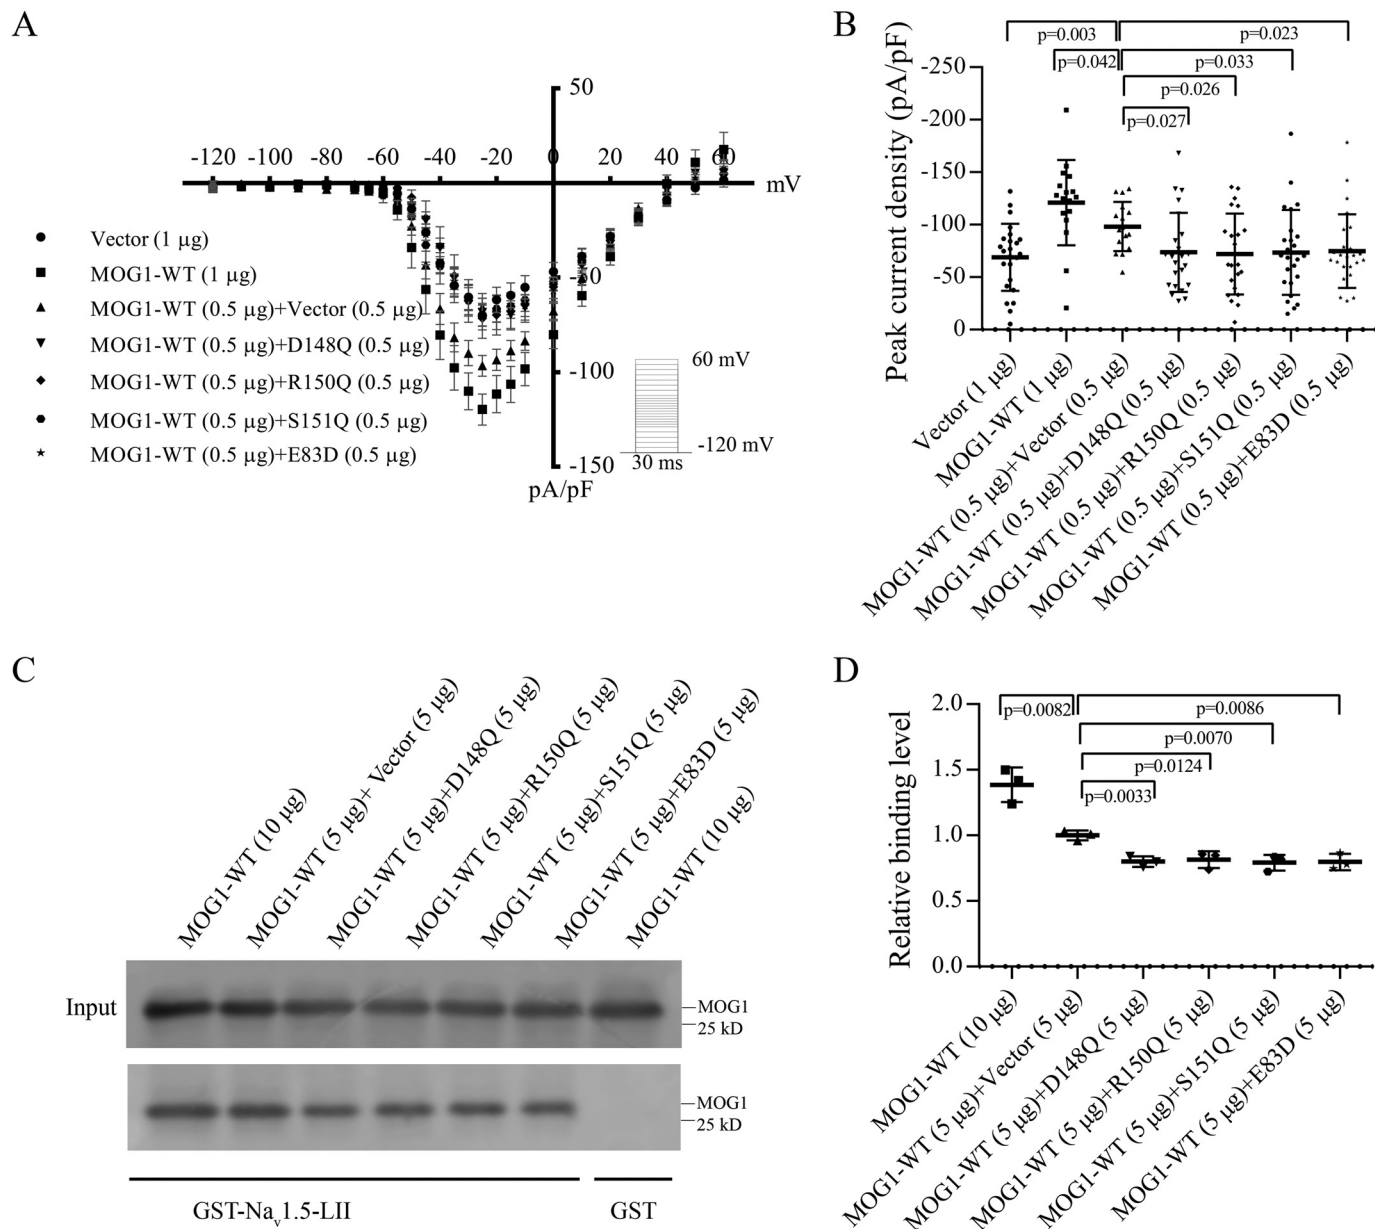 A
50
-120 -100 -80 -60 -40 -20 0 20 40 60
mV
Vector (1 µg)
MOG1-WT (1 µg)
MOG1-WT (0.5 µg)+Vector (0.5 µg)
MOG1-WT (0.5 µg)+D148Q (0.5 µg)
MOG1-WT (0.5 µg)+R150Q (0.5 µg)
MOG1-WT (0.5 µg)+S151Q (0.5 µg)
MOG1-WT (0.5 µg)+E83D (0.5 µg)
-50
-100
-150
pA/pF
60 mV
-120 mV
30 ms
B
Peak current density (pA/pF)
-250
-200
-150
-100
-50
0
p=0.003
p=0.023
p=0.042
p=0.033
p=0.026
p=0.027
Vector (1 µg)
MOG1-WT (1 µg)
MOG1-WT (0.5 µg)+Vector (0.5 µg)
MOG1-WT (0.5 µg)+D148Q (0.5 µg)
MOG1-WT (0.5 µg)+R150Q (0.5 µg)
MOG1-WT (0.5 µg)+S151Q (0.5 µg)
MOG1-WT (0.5 µg)+E83D (0.5 µg)
C
MOG1-WT (10 µg)
MOG1-WT (5 µg)+ Vector (5 µg)
MOG1-WT (5 µg)+D148Q (5 µg)
MOG1-WT (5 µg)+R150Q (5 µg)
MOG1-WT (5 µg)+S151Q (5 µg)
MOG1-WT (5 µg)+E83D (5 µg)
MOG1-WT (10 µg)
Input
MOG1
25 kD
MOG1
25 kD
GST-Nav1.5-LII
GST
D
Relative binding level
2.0
1.5
1.0
0.5
0.0
p=0.0082
p=0.0086
p=0.0070
p=0.0124
p=0.0033
MOG1-WT (10 µg)
MOG1-WT (5 µg)+Vector (5 µg)
MOG1-WT (5 µg)+D148Q (5 µg)
MOG1-WT (5 µg)+R150Q (5 µg)
MOG1-WT (5 µg)+S151Q (5 µg)
MOG1-WT (5 µg)+E83D (5 µg)